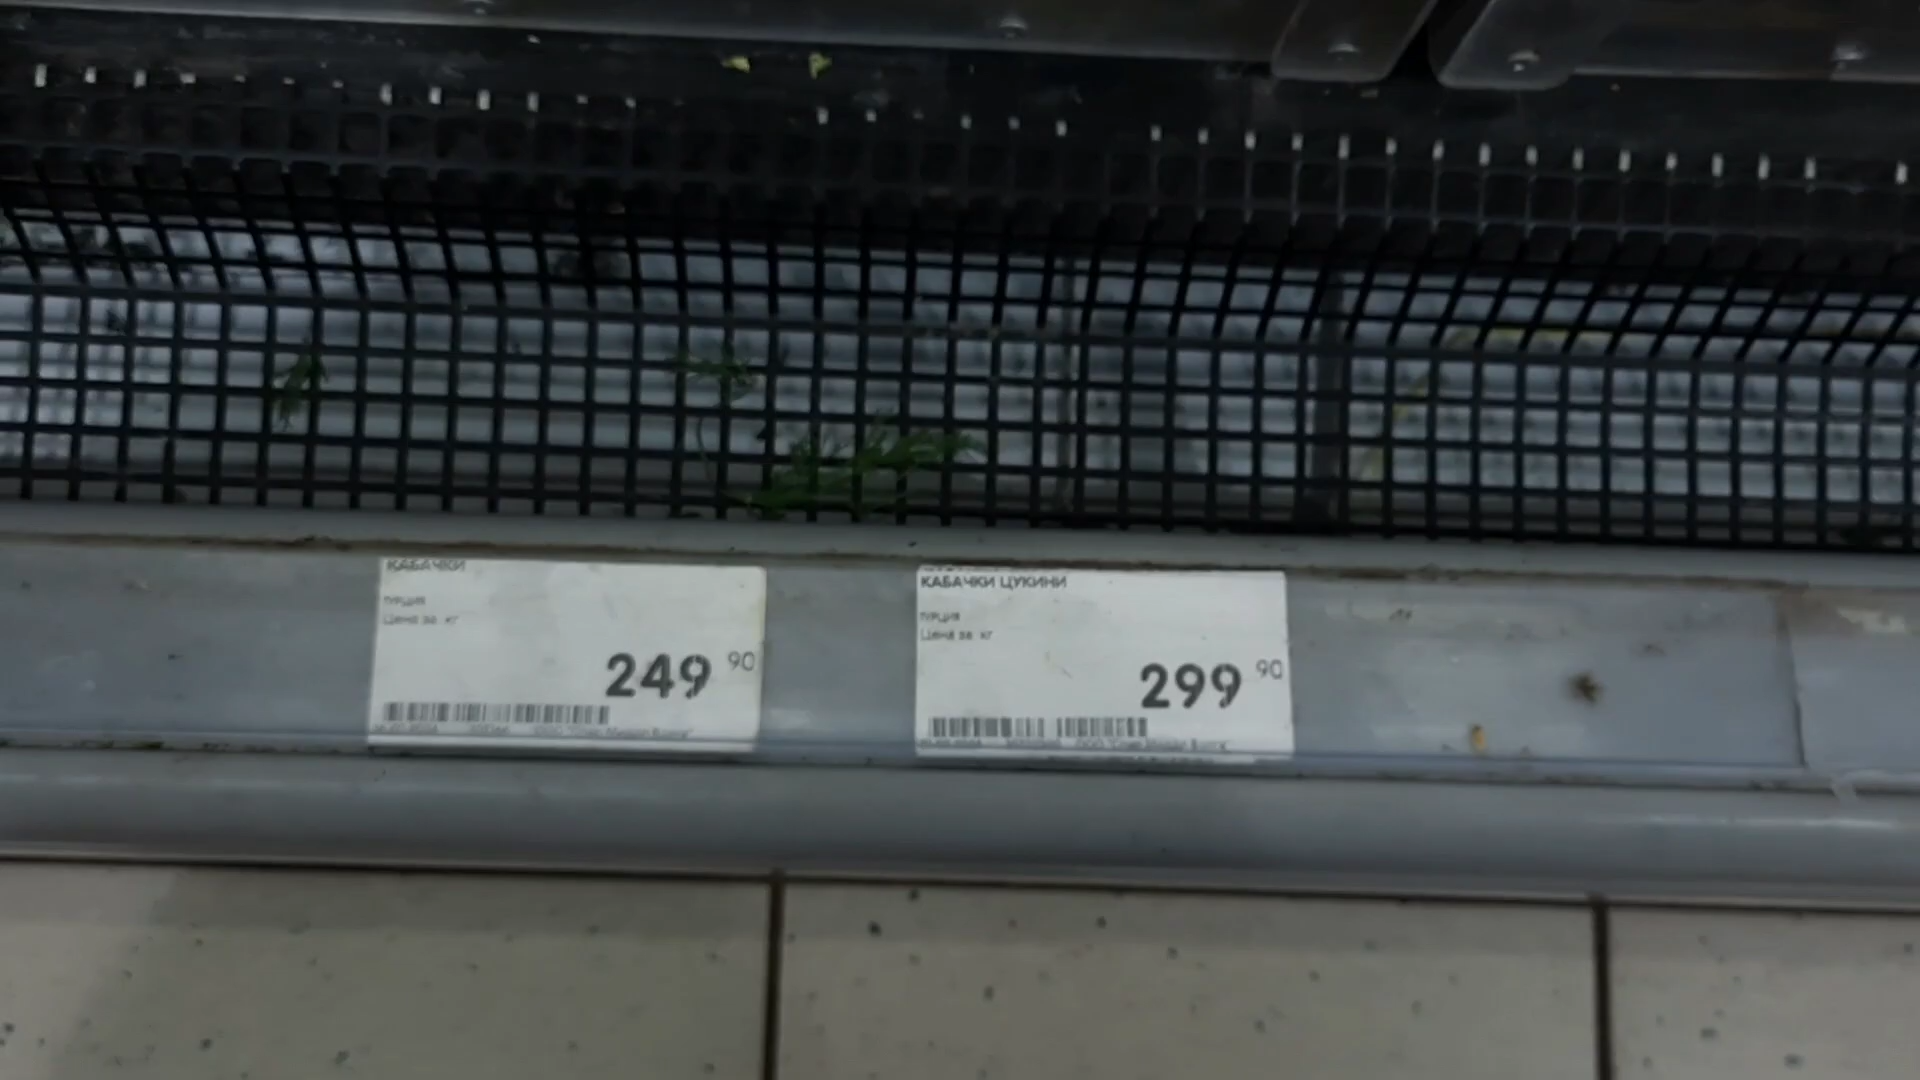 КАБАЧКИ
ТУРЦИЯ
Цена за кг
249 90
КАБАЧКИ ЦУКИНИ
ТУРЦИЯ
Цена за кг
299 90